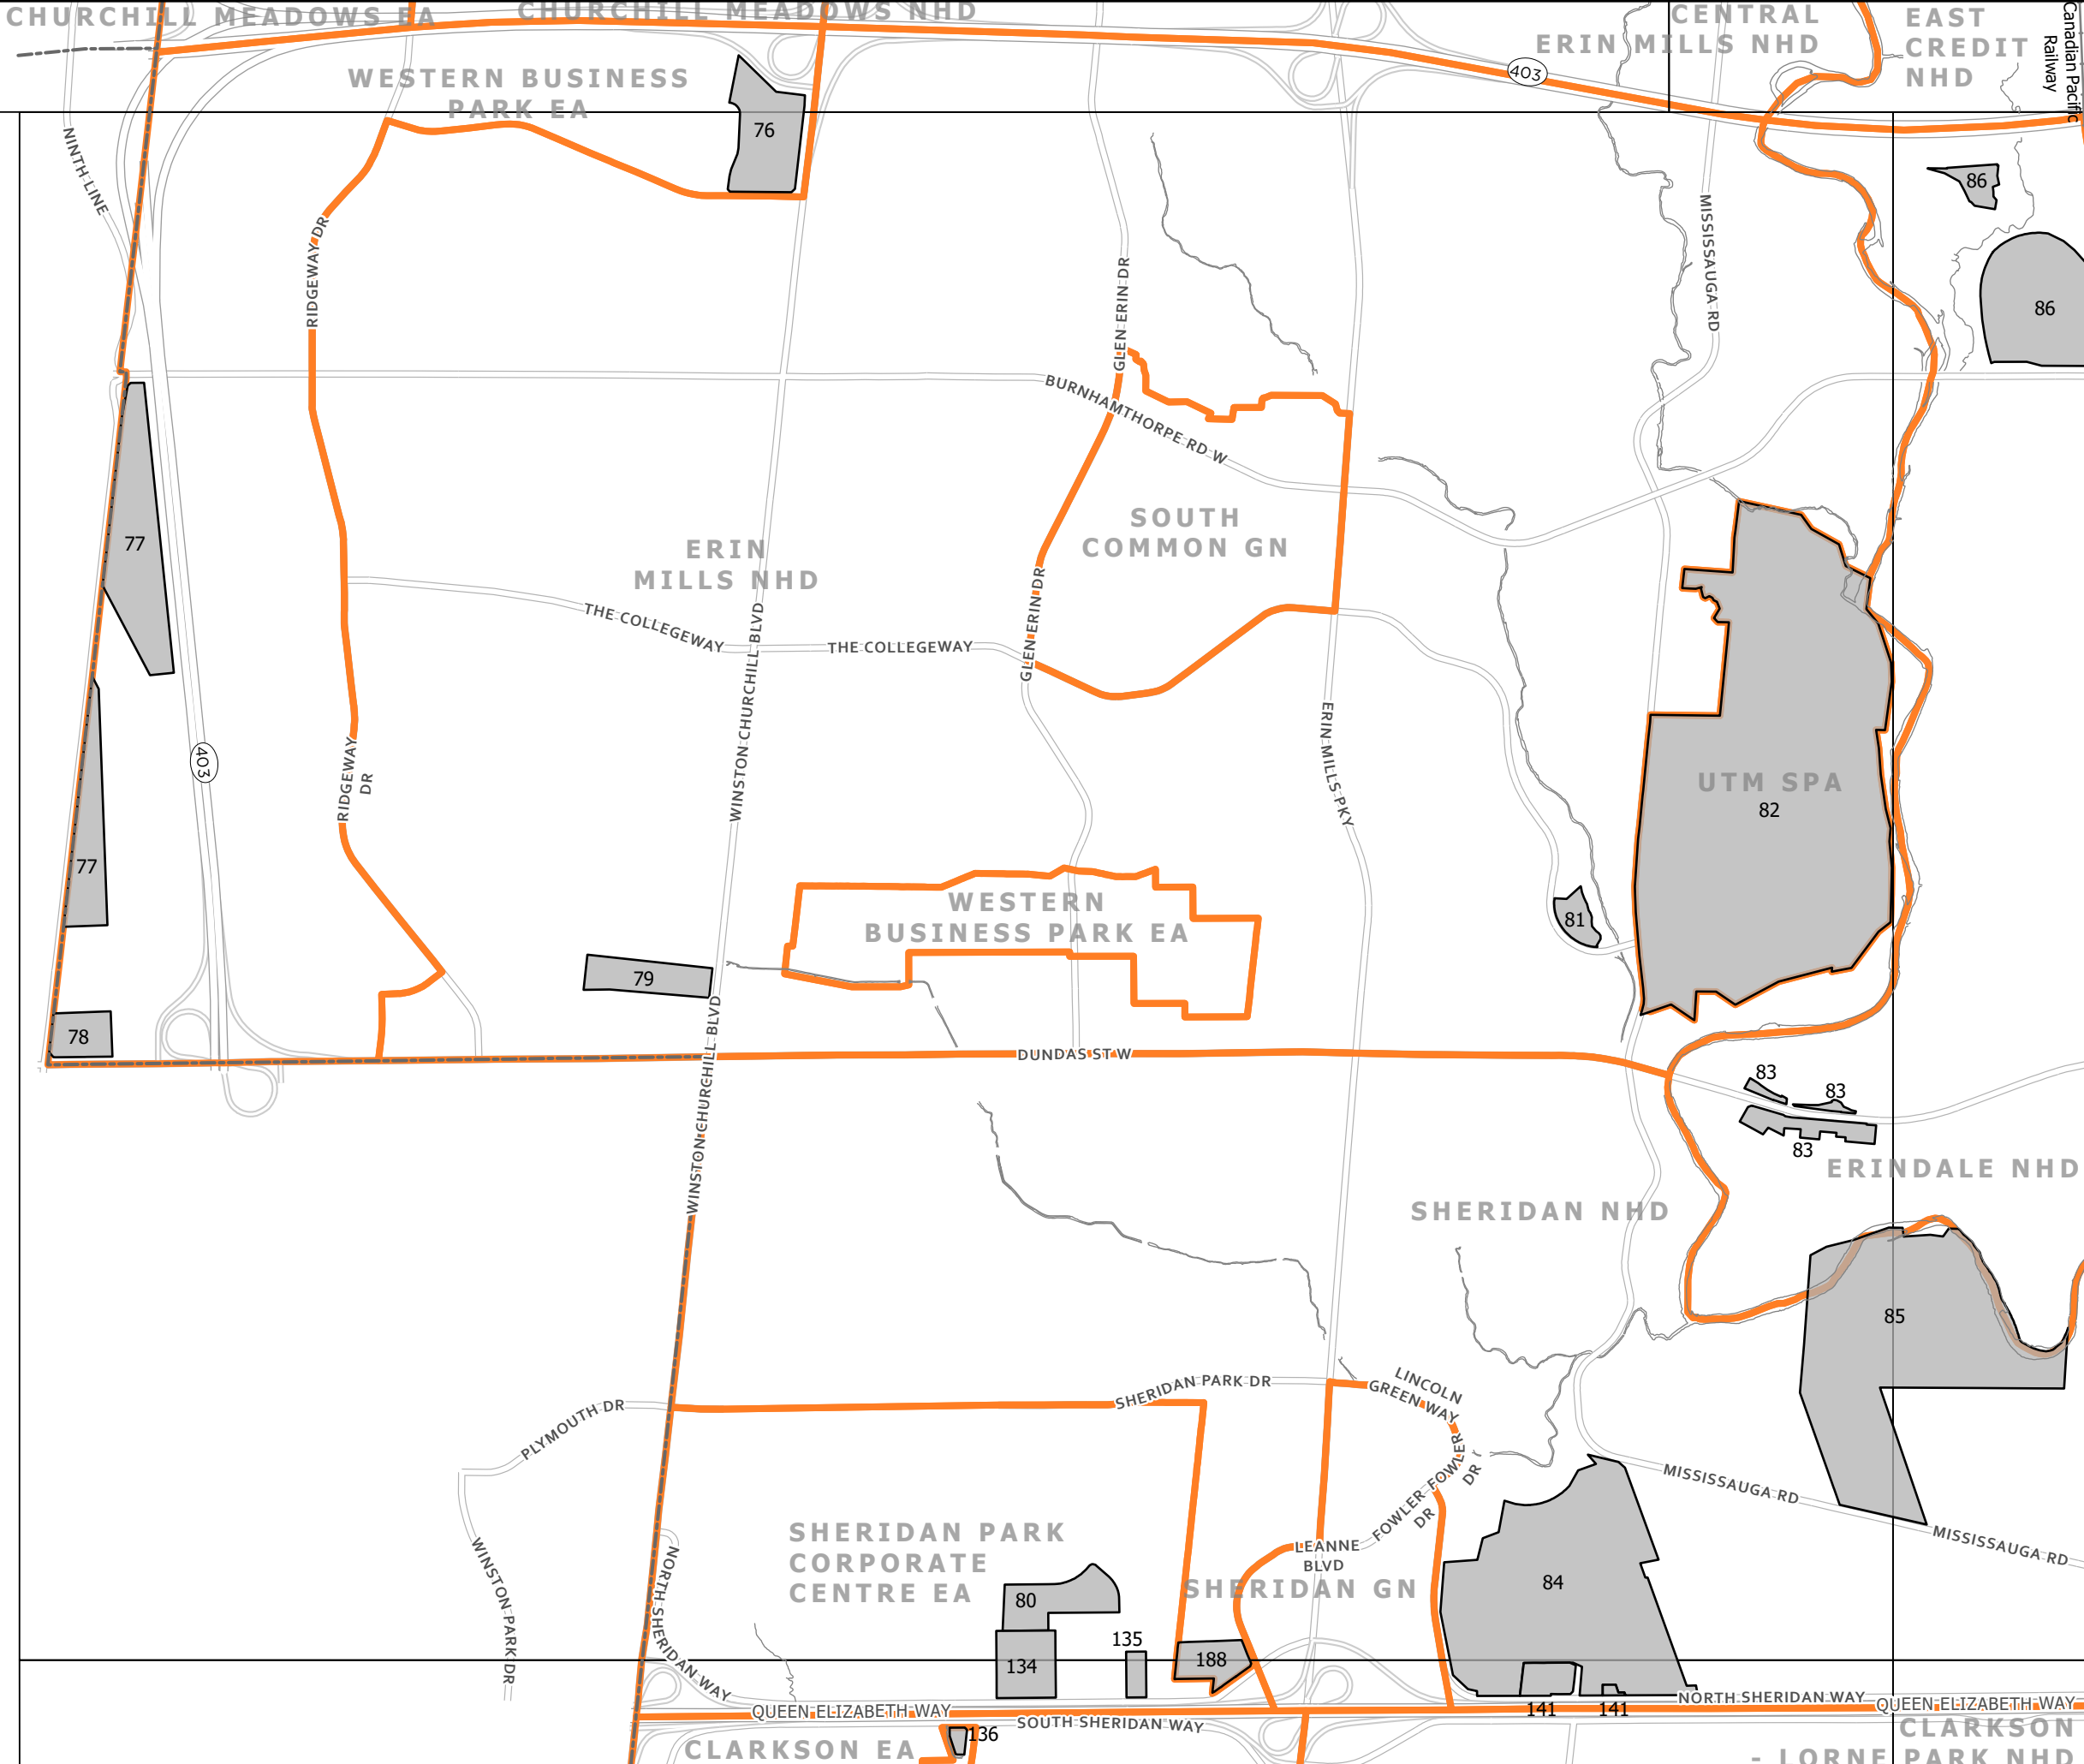 CHURCHILL MEADOWS EA
CHURCHILL MEADOWS NHD
CENTRAL
ERIN MILLS NHD
EAST
CREDIT
NHD
Canadian Pacific
Railway
403
WESTERN BUSINESS
PARK EA
76
NINTH LINE
86
RIDGEWAY DR
GLEN ERIN DR
MISSISSAUGA RD
86
BURNHAMTHORPE RD W
77
SOUTH
COMMON GN
ERIN
MILLS NHD
THE COLLEGEWAY
THE COLLEGEWAY
GLEN ERIN DR
WINSTON CHURCHILL BLVD
ERIN MILLS PKY
403
RIDGEWAY
DR
UTM SPA
82
77
WESTERN
BUSINESS PARK EA
81
79
78
WINSTON CHURCHILL BLVD
DUNDAS ST W
83
83
83
ERINDALE NHD
SHERIDAN NHD
85
SHERIDAN PARK DR
LINCOLN
GREEN WAY
PLYMOUTH DR
FOWLER
DR
FOWLER
DR
MISSISSAUGA RD
MISSISSAUGA RD
WINSTON PARK DR
NORTH SHERIDAN WAY
SHERIDAN PARK
CORPORATE
CENTRE EA
LEANNE
BLVD
SHERIDAN GN
84
80
134
135
188
141
141
NORTH SHERIDAN WAY
QUEEN ELIZABETH WAY
QUEEN ELIZABETH WAY
SOUTH SHERIDAN WAY
136
CLARKSON EA
CLARKSON
- LORNE PARK NHD